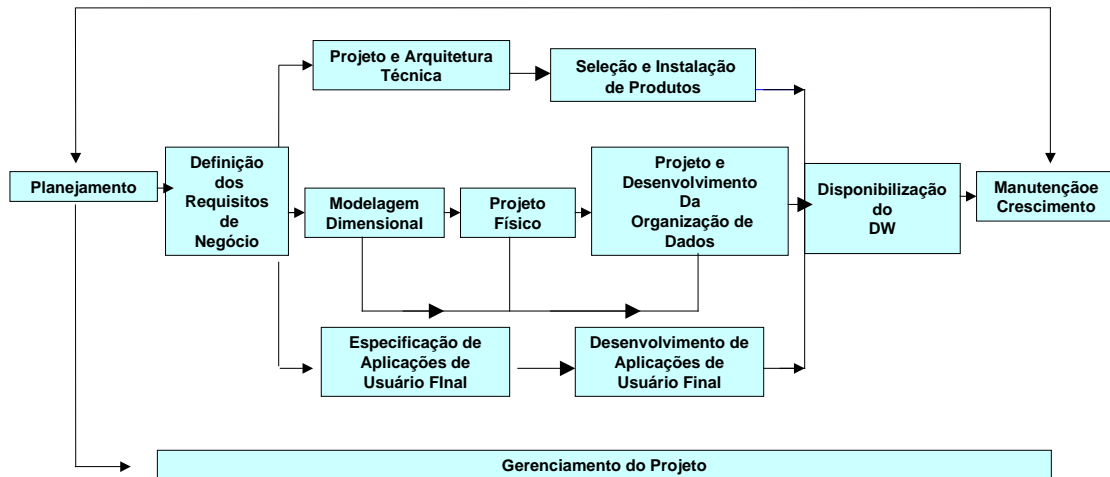 Projeto e Arquitetura
Técnica
Seleção e Instalação
de Produtos
Planejamento
Definição
dos
Requisitos
de
Negócio
Modelagem
Dimensional
Projeto
Físico
Projeto e
Desenvolvimento
Da
Organização de
Dados
Disponibilização
do
DW
Manutençãoe
Crescimento
Especificação de
Aplicações de
Usuário FInal
Desenvolvimento de
Aplicações de
Usuário Final
Gerenciamento do Projeto